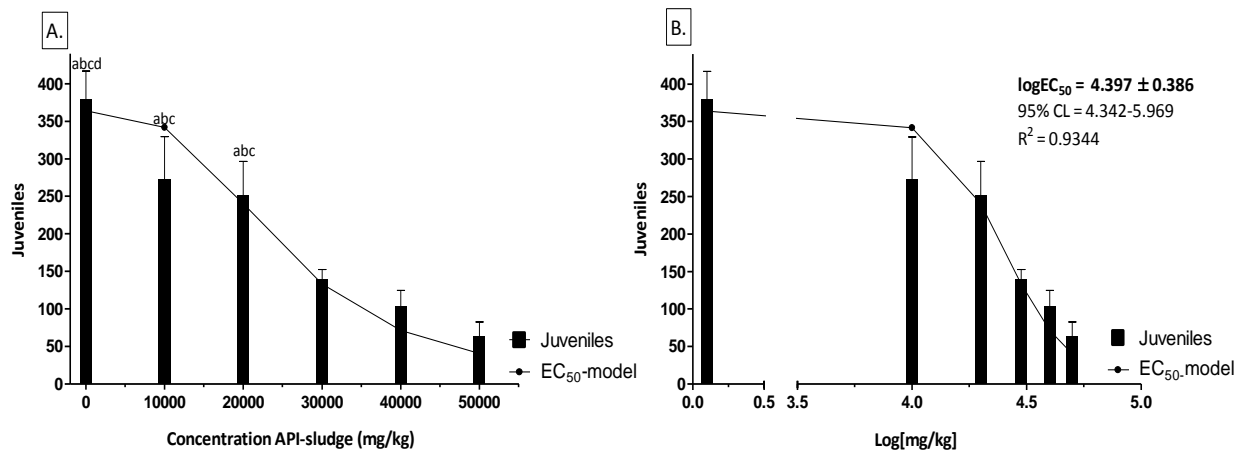 A.
abcd
abc
abc
400
350
300
250
200
150
100
50
0
Juveniles
0 10000 20000 30000 40000 50000
Concentration API-sludge (mg/kg)
Juveniles
EC50-model
B.
logEC50 = 4.397 ± 0.386
95% CL = 4.342-5.969
R2 = 0.9344
400
350
300
250
200
150
100
50
0
Juveniles
0.0 0.5 3.5 4.0 4.5 5.0
Log[mg/kg]
Juveniles
EC50-model